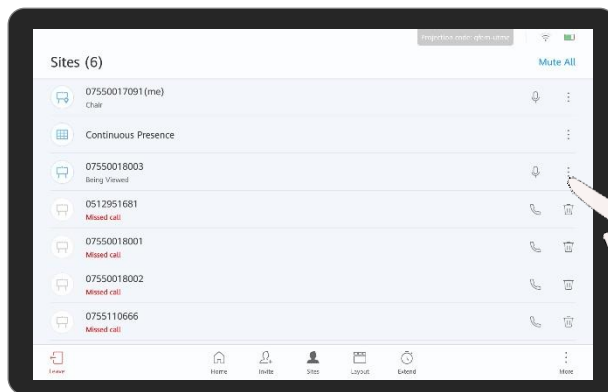 Sites (6)
Mute All
07550017091(me)
Chair
Continuous Presence
07550018003
Being Viewed
0512951681
Missed call
07550018001
Missed call
07550018002
Missed call
0755110666
Missed call
Leave
Home
Invite
Sites
Layout
Extend
More